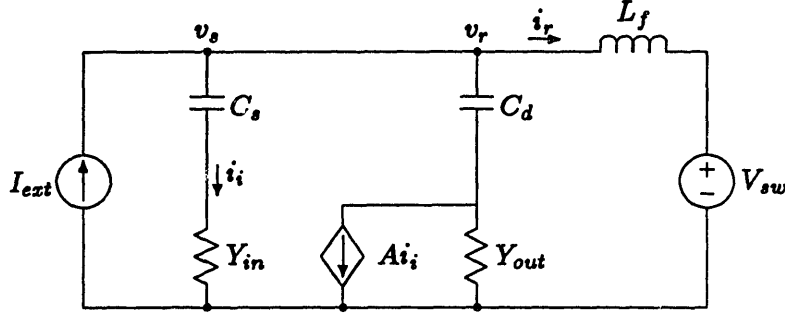 v_s
v_r
i_r
L_f
C_s
C_d
I_ext
i_i
+
−
V_sw
Y_in
Ai_i
Y_out